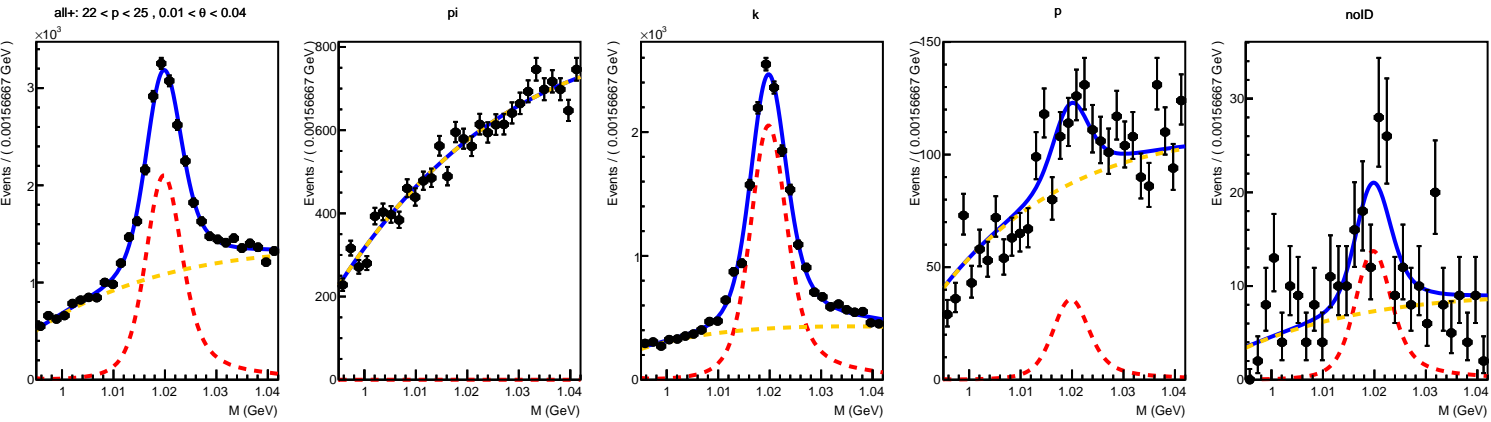 all+: 22 < p < 25 , 0.01 < θ < 0.04
×10³
Events / ( 0.00156667 GeV )
3
2
1
0
1 1.01 1.02 1.03 1.04
M (GeV)
pi
Events / ( 0.00156667 GeV )
800
600
400
200
0
1 1.01 1.02 1.03 1.04
M (GeV)
k
×10³
Events / ( 0.00156667 GeV )
2
1
0
1 1.01 1.02 1.03 1.04
M (GeV)
p
Events / ( 0.00156667 GeV )
150
100
50
0
1 1.01 1.02 1.03 1.04
M (GeV)
noID
Events / ( 0.00156667 GeV )
30
20
10
0
1 1.01 1.02 1.03 1.04
M (GeV)